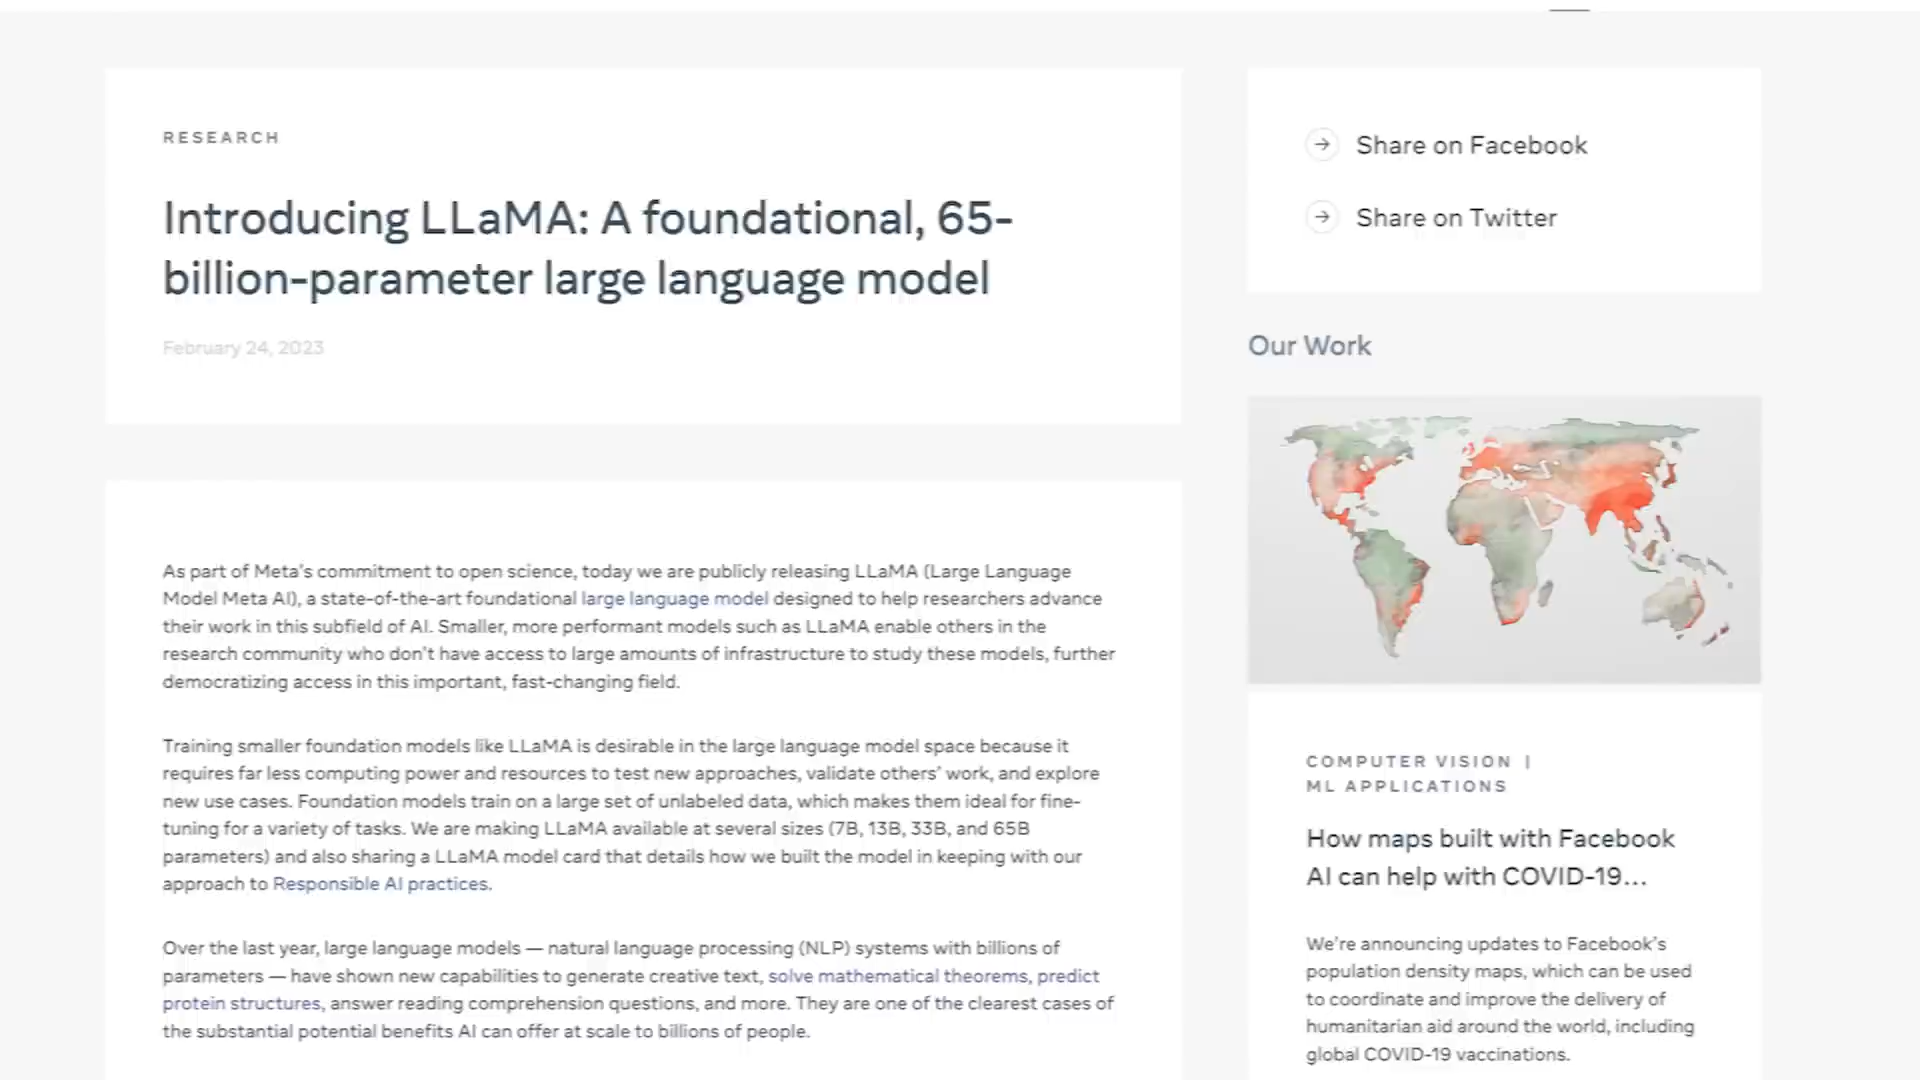 RESEARCH
Introducing LLaMA: A foundational, 65-
billion-parameter large language model
February 24, 2023
As part of Meta's commitment to open science, today we are publicly releasing LLaMA (Large Language
Model Meta AI), a state-of-the-art foundational large language model designed to help researchers advance
their work in this subfield of AI. Smaller, more performant models such as LLaMA enable others in the
research community who don't have access to large amounts of infrastructure to study these models, further
democratizing access in this important, fast-changing field.
Training smaller foundation models like LLaMA is desirable in the large language model space because it
requires far less computing power and resources to test new approaches, validate others' work, and explore
new use cases. Foundation models train on a large set of unlabeled data, which makes them ideal for fine-
tuning for a variety of tasks. We are making LLaMA available at several sizes (7B, 13B, 33B, and 65B
parameters) and also sharing a LLaMA model card that details how we built the model in keeping with our
approach to Responsible AI practices.
Over the last year, large language models — natural language processing (NLP) systems with billions of
parameters — have shown new capabilities to generate creative text, solve mathematical theorems, predict
protein structures, answer reading comprehension questions, and more. They are one of the clearest cases of
the substantial potential benefits AI can offer at scale to billions of people.
Share on Facebook
Share on Twitter
Our Work
COMPUTER VISION |
ML APPLICATIONS
How maps built with Facebook
AI can help with COVID-19...
We're announcing updates to Facebook's
population density maps, which can be used
to coordinate and improve the delivery of
humanitarian aid around the world, including
global COVID-19 vaccinations.